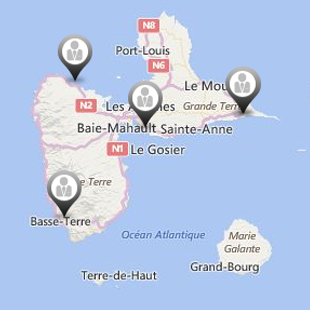 N8
Port-Louis
N6
Le Mou
N2
Les A
mes
Grande Terre
Baie-Mahault
Sainte-Anne
N1
Le Gosier
e Terre
Basse-Terre
Océan Atlantique
Marie
Galante
Grand-Bourg
Terre-de-Haut